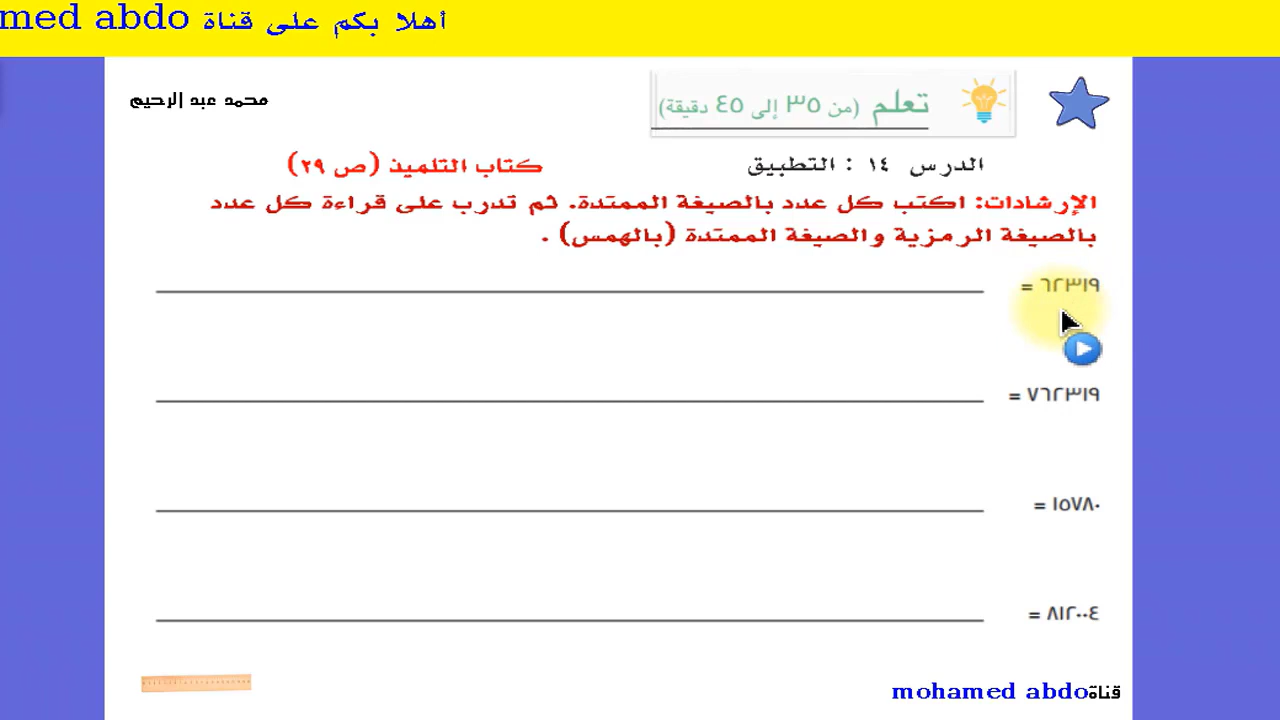 أهلا بكم على قناة med abdo
محمد عبد الرحيم
تعلم (من ٣٥ إلى ٤٥ دقيقة)
الدرس ١٤ : التطبيق
كتاب التلميذ (ص ٢٩)
الإرشادات: اكتب كل عدد بالصيغة الممتدة. ثم تدرب على قراءة كل عدد
بالصيغة الرمزية والصيغة الممتدة (بالهمس) .
٦٢٣١٩ =
٧٦٢٣١٩ =
١٥٧٨٠ =
٨١٢٠٠٤ =
قناة mohamed abdo